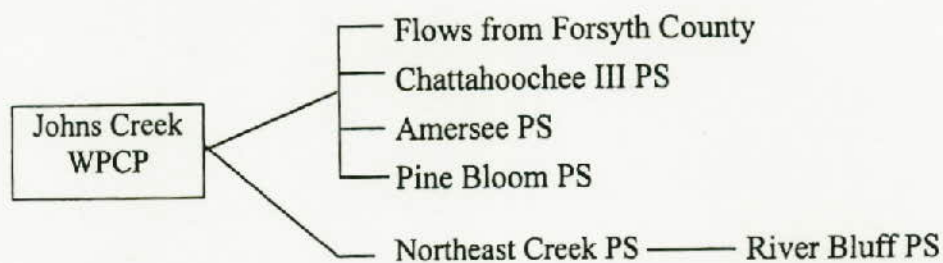 Flows from Forsyth County
Chattahoochee III PS
Johns Creek
WPCP
Amersee PS
Pine Bloom PS
Northeast Creek PS
River Bluff PS